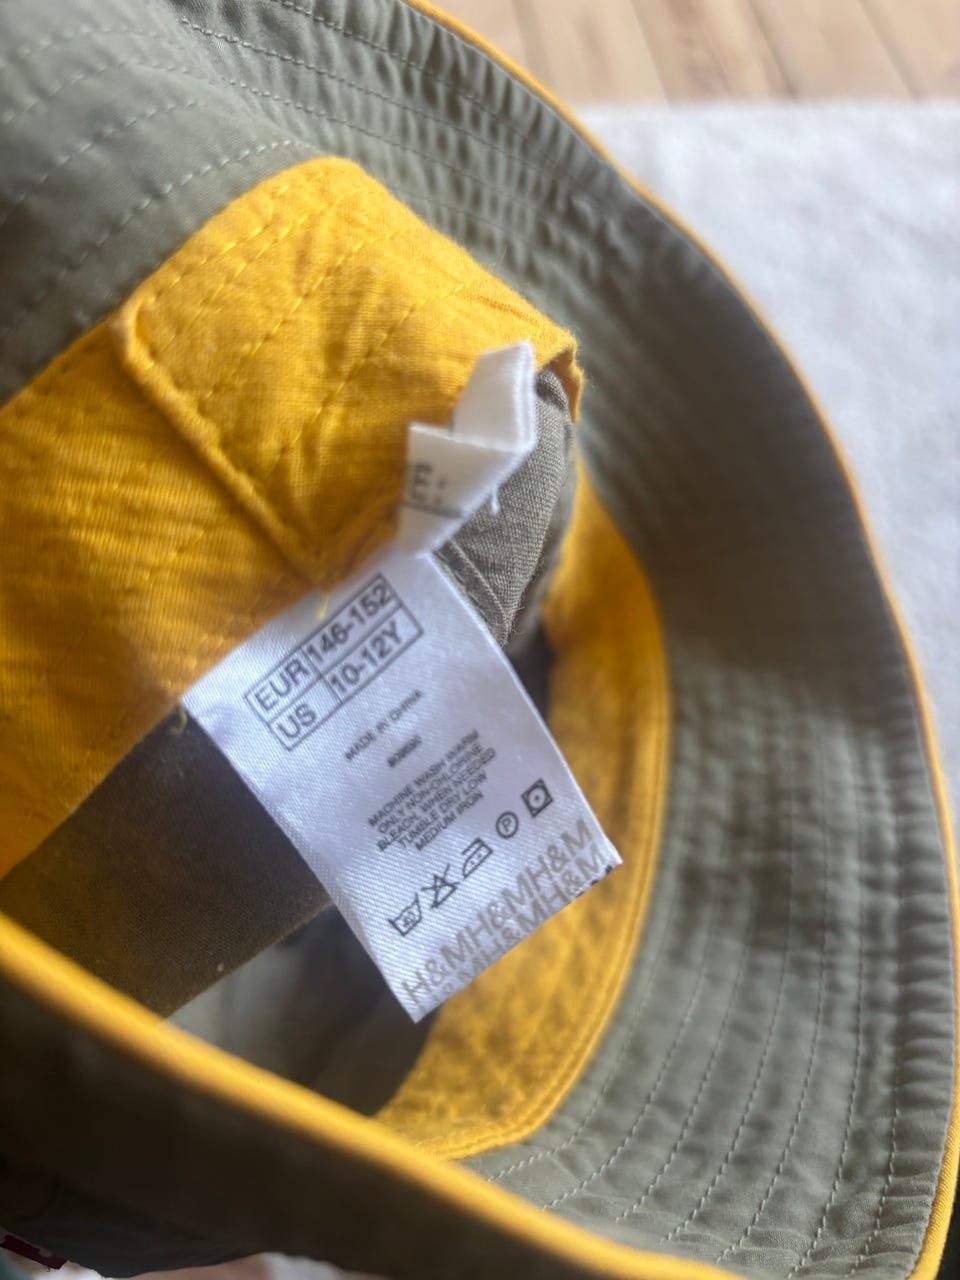 EUR 146-152
US 10-12Y
MADE IN CHINA
MACHINE WASH WARM
ONLY NON-CHLORINE
BLEACH, WHEN NEEDED
TUMBLE DRY LOW
MEDIUM IRON
P
H&MH&MH&M